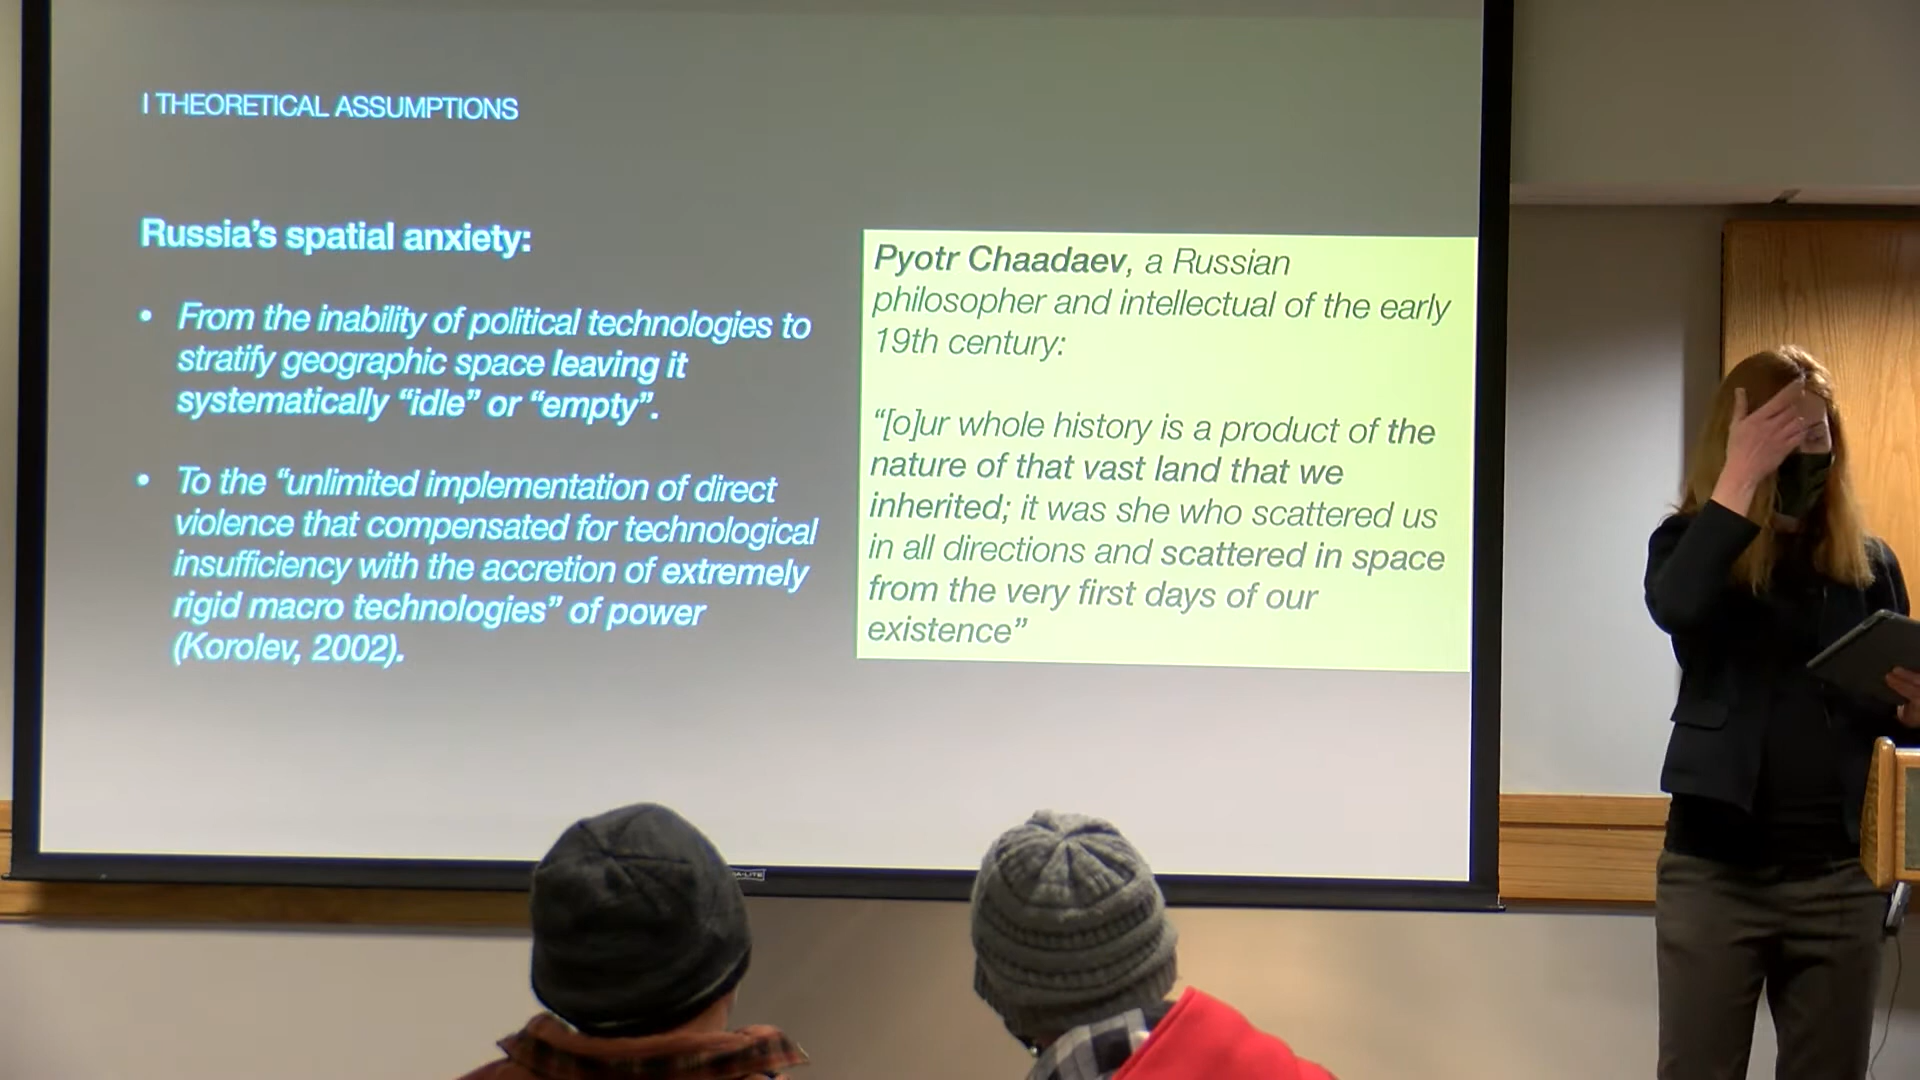 I THEORETICAL ASSUMPTIONS
Russia’s spatial anxiety:
• From the inability of political technologies to
stratify geographic space leaving it
systematically “idle” or “empty”.
• To the “unlimited implementation of direct
violence that compensated for technological
insufficiency with the accretion of extremely
rigid macro technologies” of power
(Korolev, 2002).
Pyotr Chaadaev, a Russian
philosopher and intellectual of the early
19th century:
“[o]ur whole history is a product of the
nature of that vast land that we
inherited; it was she who scattered us
in all directions and scattered in space
from the very first days of our
existence”
DA-LITE